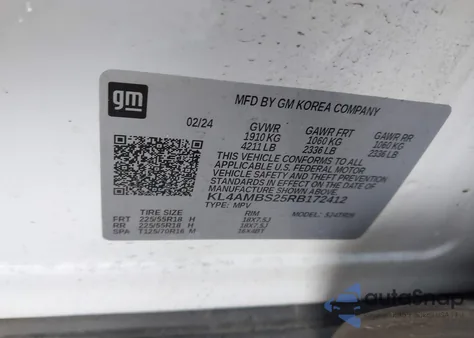 gm
MFD BY GM KOREA COMPANY
02/24 GVWR GAWR FRT GAWR RR
1910 KG 1060 KG 1060 KG
4211 LB 2336 LB 2336 LB
THIS VEHICLE CONFORMS TO ALL
APPLICABLE U.S. FEDERAL MOTOR
VEHICLE SAFETY STANDARDS IN EFFECT
ON THE DATE OF MANUFACTURE SHOWN ABOVE.
KL4AMBS25RB172412
TYPE: MPV MODEL:
TIRE SIZE RIM
FRT 225/55R18 H 18X7.5J
RR 225/55R18 H 18X7.5J
SPA T125/70R16 M 16X4BT
autoSnap